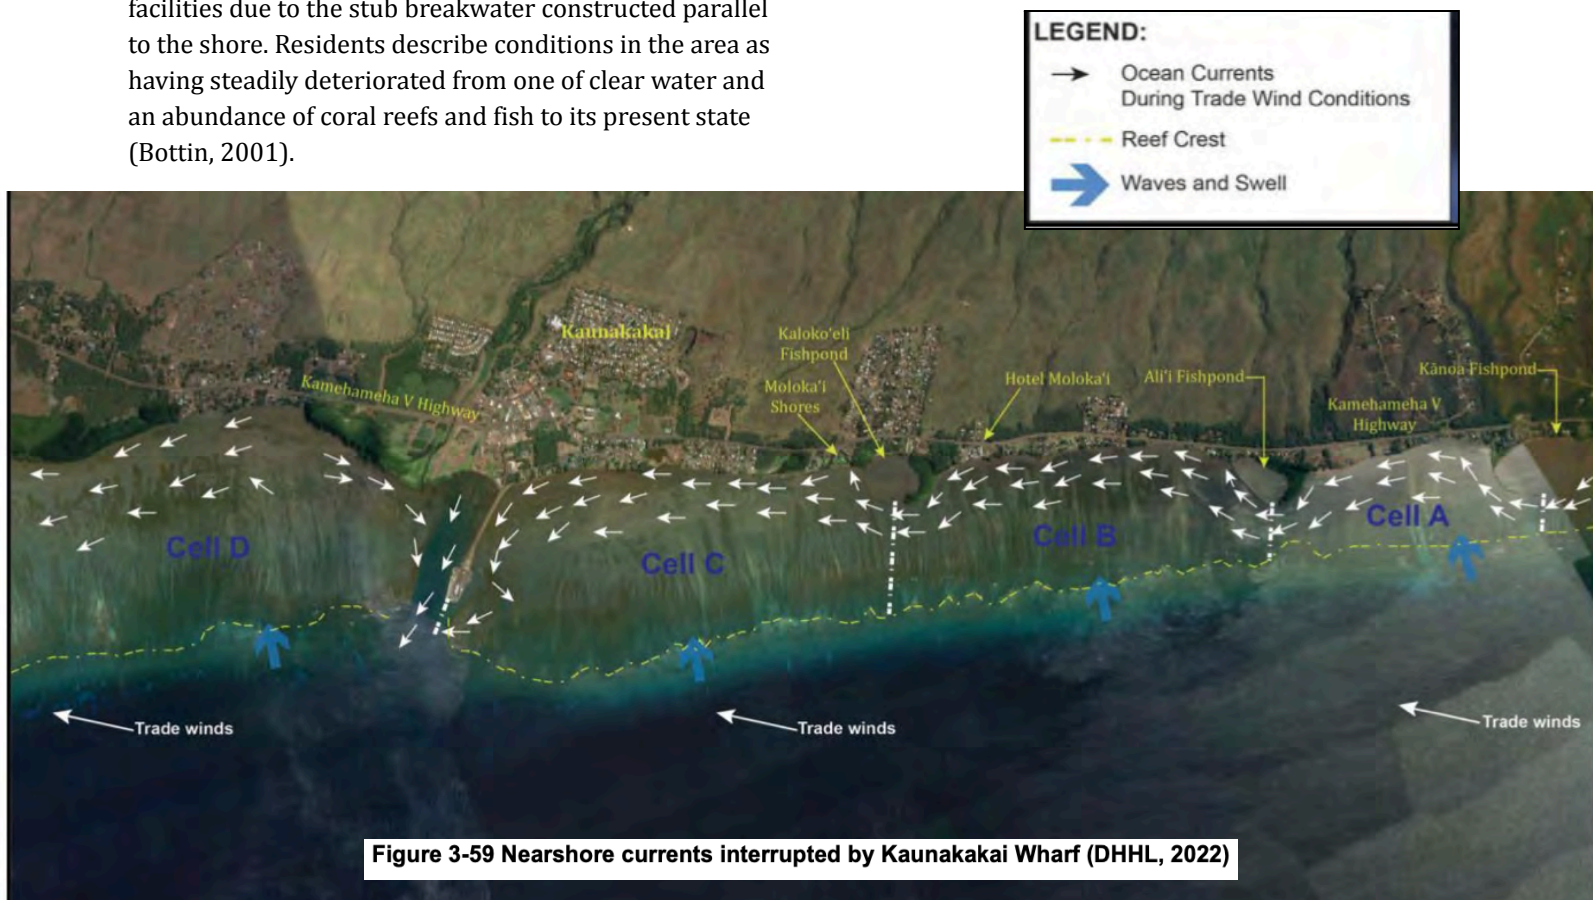 facilities due to the stub breakwater constructed parallel
to the shore. Residents describe conditions in the area as
having steadily deteriorated from one of clear water and
an abundance of coral reefs and fish to its present state
(Bottin, 2001).
LEGEND:
Ocean Currents
During Trade Wind Conditions
Reef Crest
Waves and Swell
Kaunakakai
Kamehameha V Highway
Kaloko‘eli
Fishpond
Moloka‘i
Shores
Hotel Moloka‘i
Ali‘i Fishpond
Kamehameha V
Highway
Kānoa Fishpond
Cell D
Cell C
Cell B
Cell A
Trade winds
Trade winds
Trade winds
Figure 3-59 Nearshore currents interrupted by Kaunakakai Wharf (DHHL, 2022)